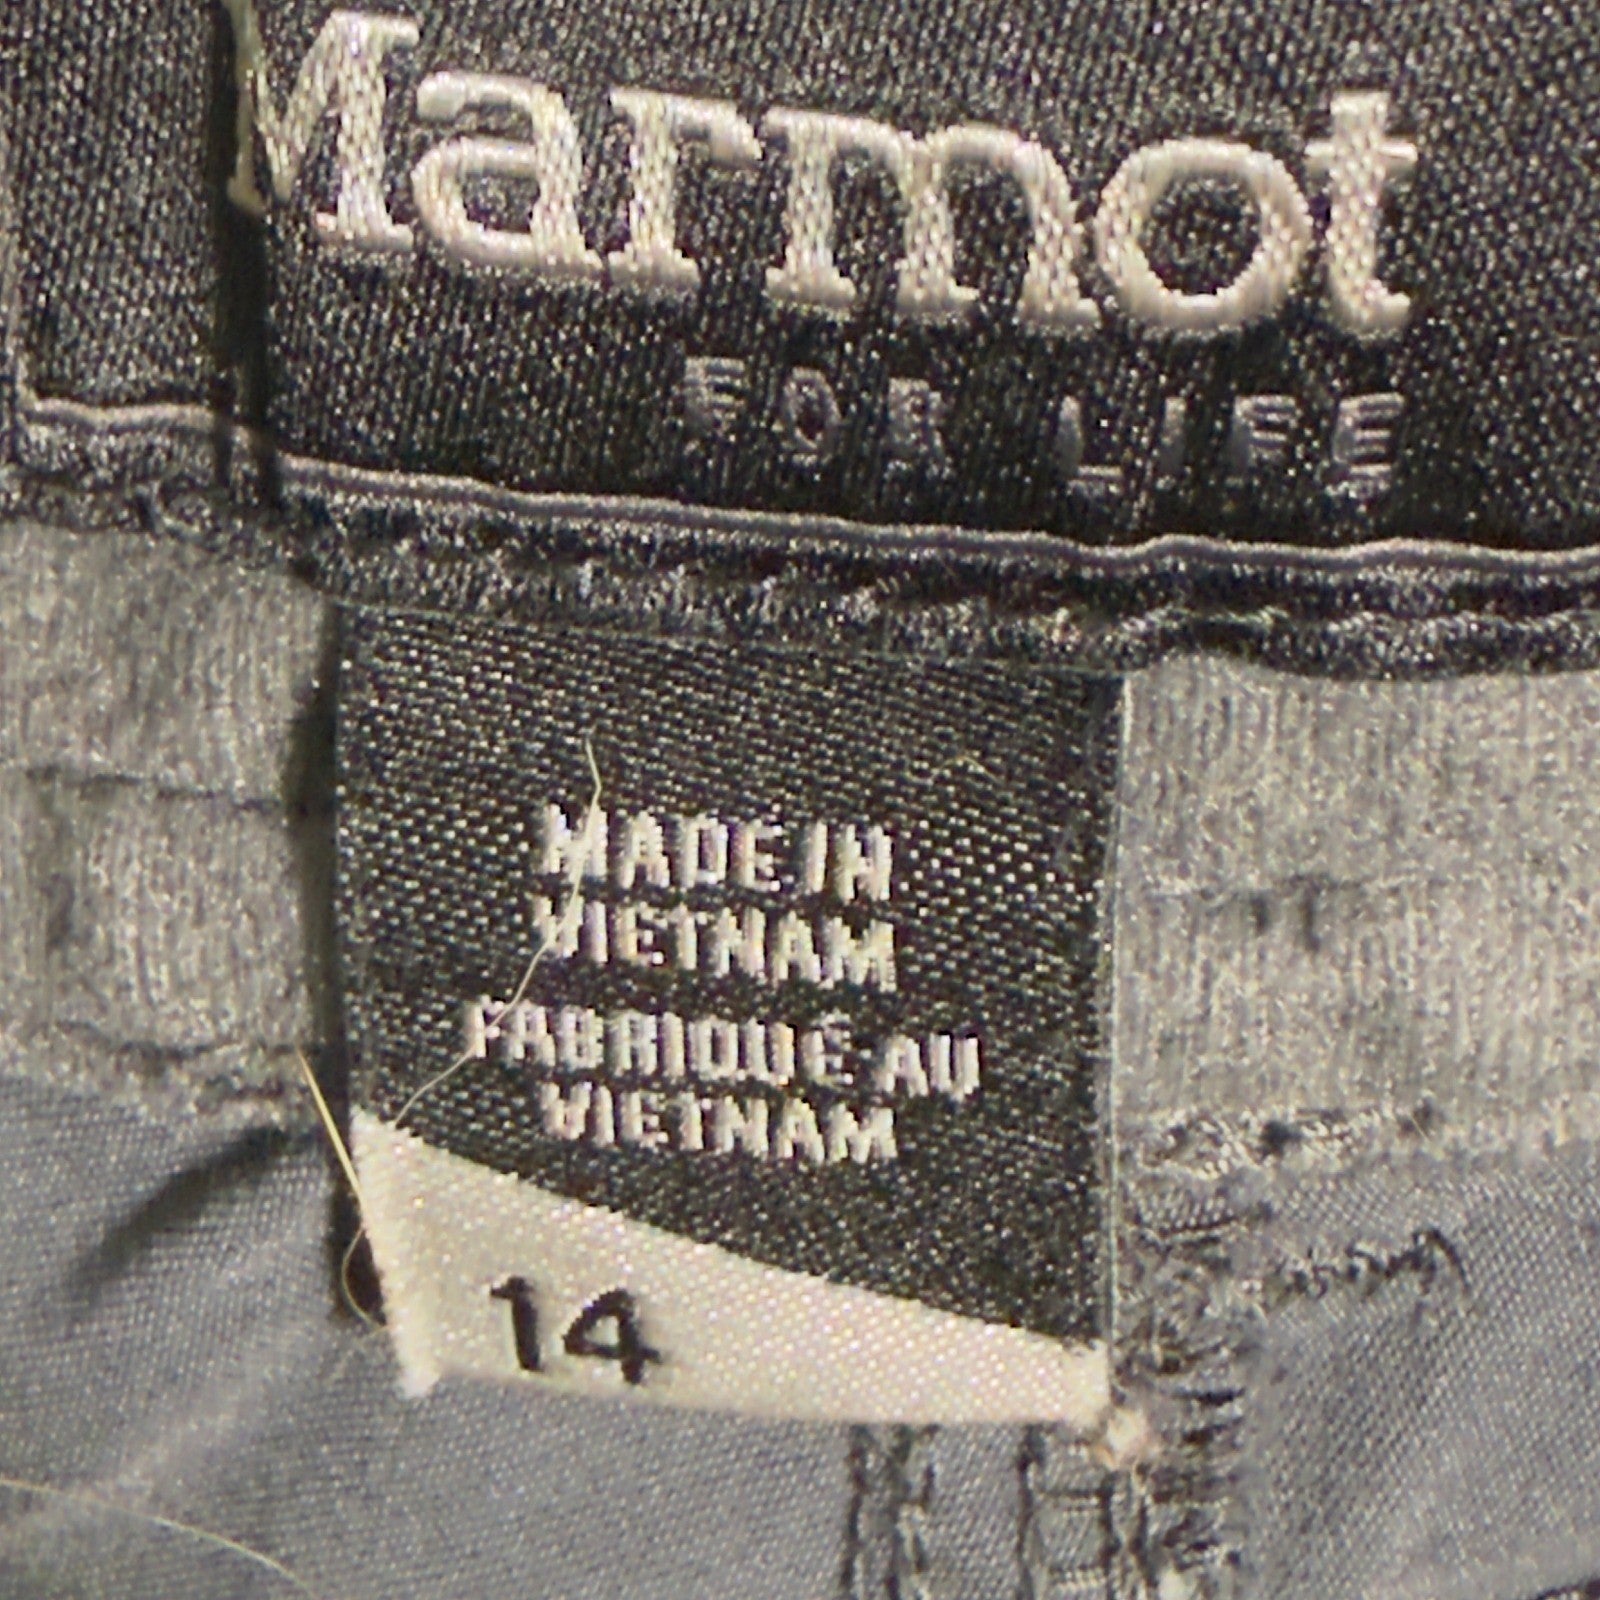 Marmot
FOR LIFE
MADE IN
VIETNAM
FABRIQUÉ AU
VIETNAM
14